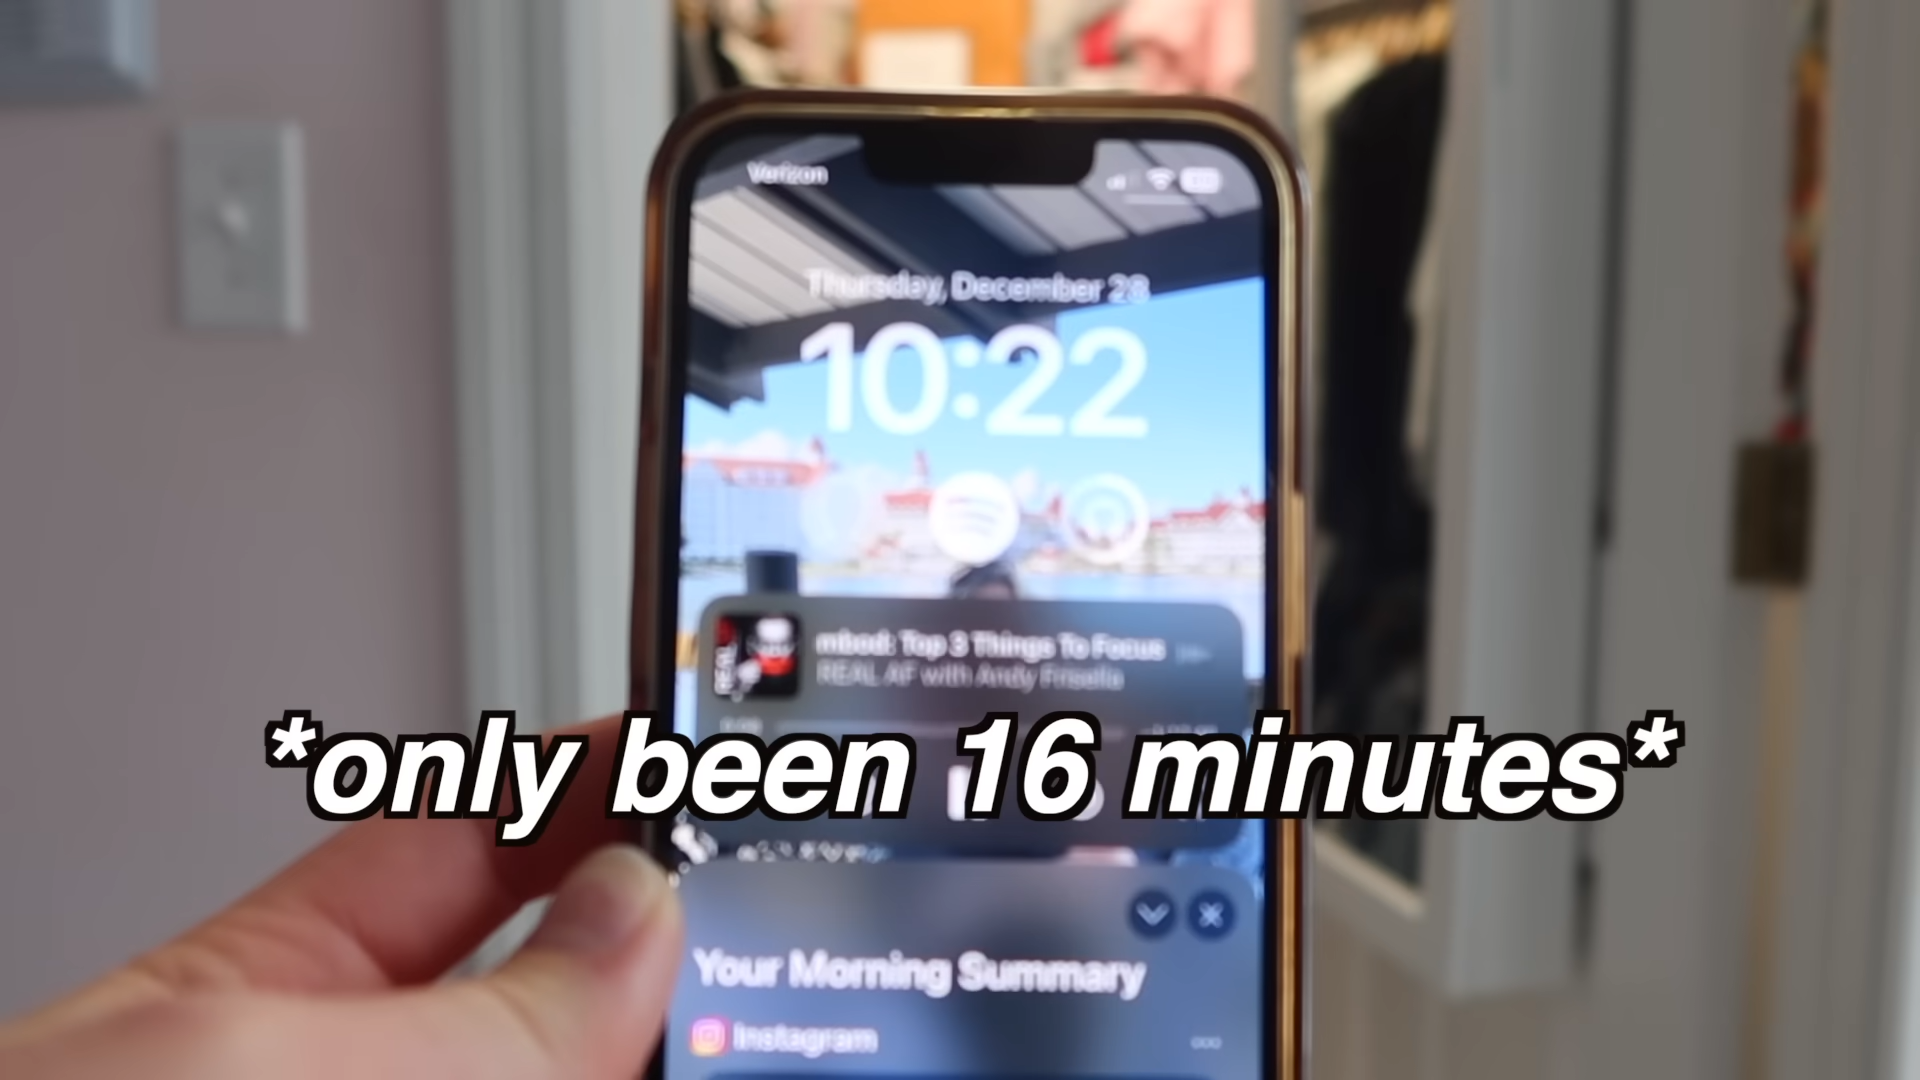 Verizon
Thursday, December 28
10:22
Top 3 Things To Focus
REAL AF with Andy Frisella
REAL
*only been 16 minutes*
Your Morning Summary
Instagram